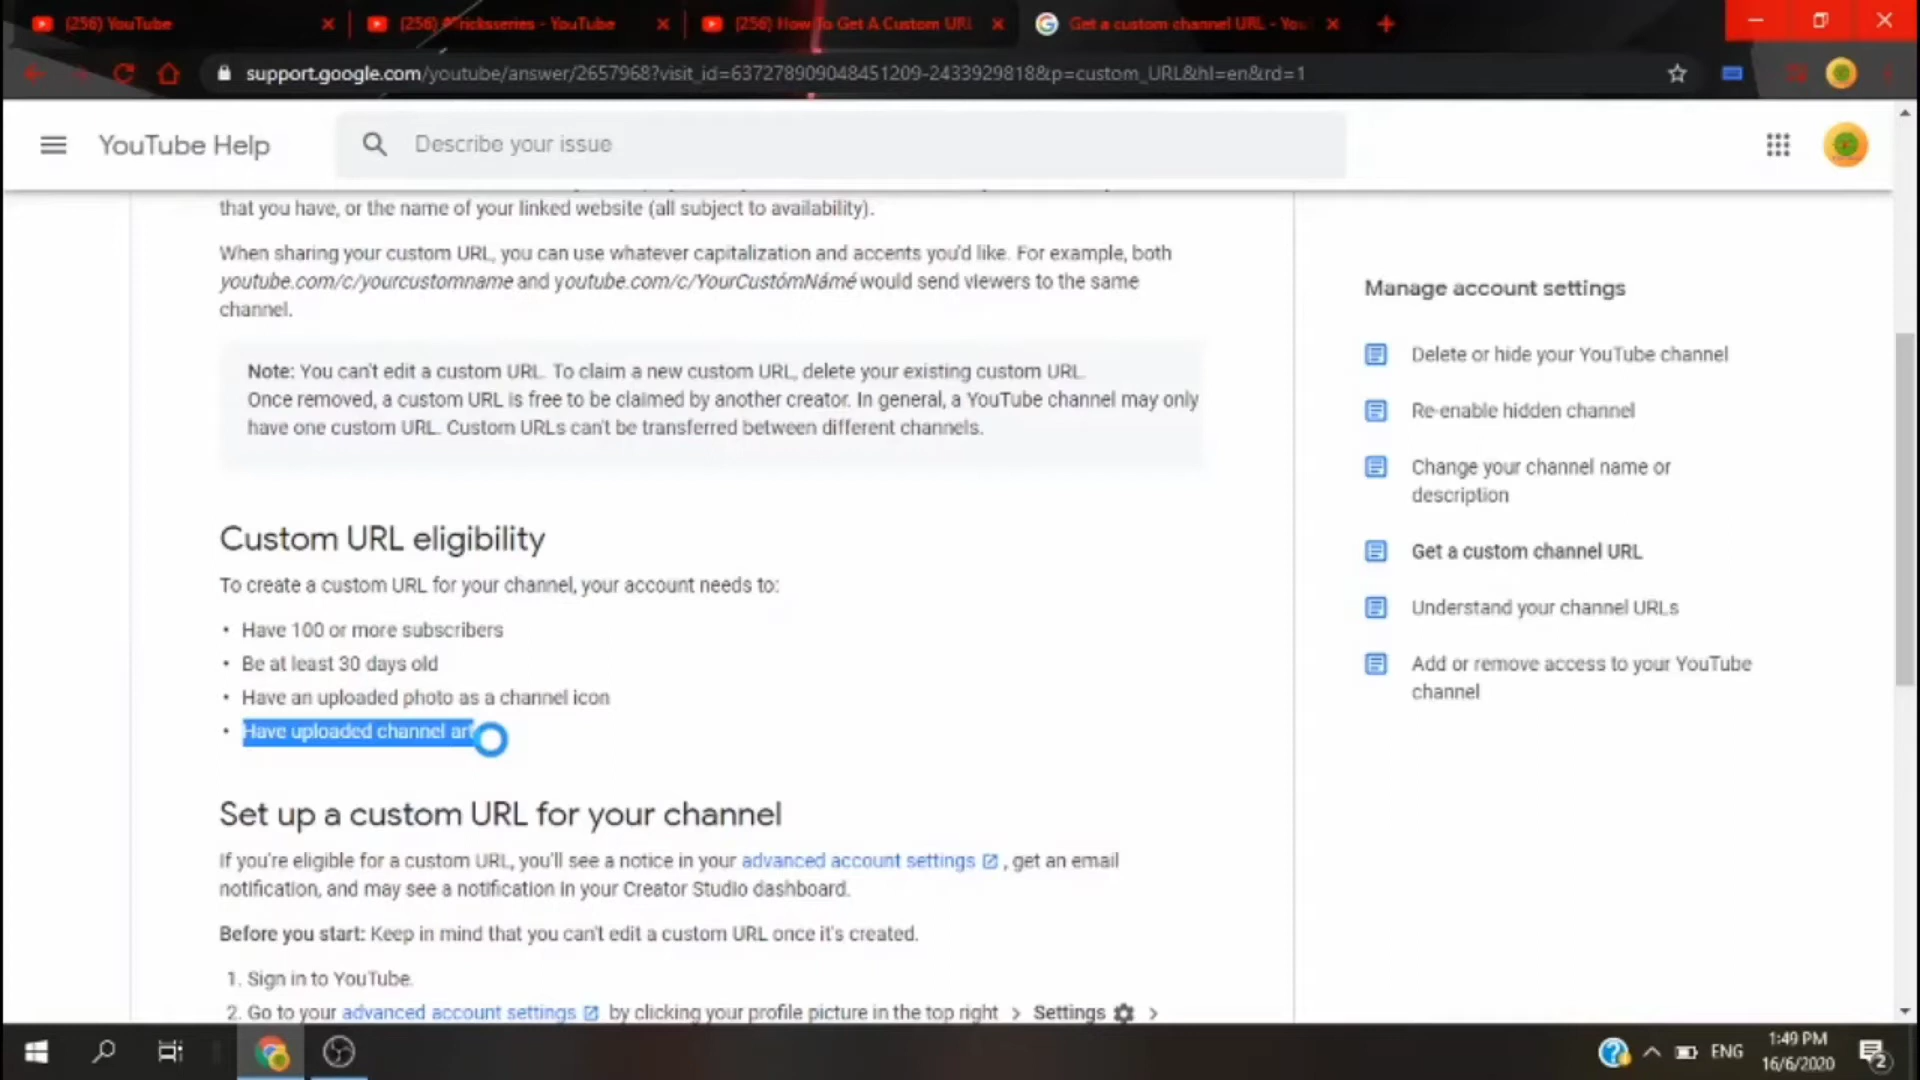 (256) YouTube
(256) #Tricksseries - YouTube
(256) How To Get A Custom URL
Get a custom channel URL - You
support.google.com/youtube/answer/2657968?visit_id=637278909048451209-2433929818&p=custom_URL&hl=en&rd=1
YouTube Help
Describe your issue
that you have, or the name of your linked website (all subject to availability).
When sharing your custom URL, you can use whatever capitalization and accents you'd like. For example, both
youtube.com/c/yourcustomname and youtube.com/c/YourCustómNámé would send viewers to the same
channel.
Note: You can't edit a custom URL. To claim a new custom URL, delete your existing custom URL.
Once removed, a custom URL is free to be claimed by another creator. In general, a YouTube channel may only
have one custom URL. Custom URLs can't be transferred between different channels.
Custom URL eligibility
To create a custom URL for your channel, your account needs to:
• Have 100 or more subscribers
• Be at least 30 days old
• Have an uploaded photo as a channel icon
• Have uploaded channel art
Set up a custom URL for your channel
If you're eligible for a custom URL, you'll see a notice in your advanced account settings , get an email
notification, and may see a notification in your Creator Studio dashboard.
Before you start: Keep in mind that you can't edit a custom URL once it's created.
1. Sign in to YouTube.
2. Go to your advanced account settings by clicking your profile picture in the top right > Settings >
Manage account settings
Delete or hide your YouTube channel
Re-enable hidden channel
Change your channel name or
description
Get a custom channel URL
Understand your channel URLs
Add or remove access to your YouTube
channel
ENG
1:49 PM
16/6/2020
2